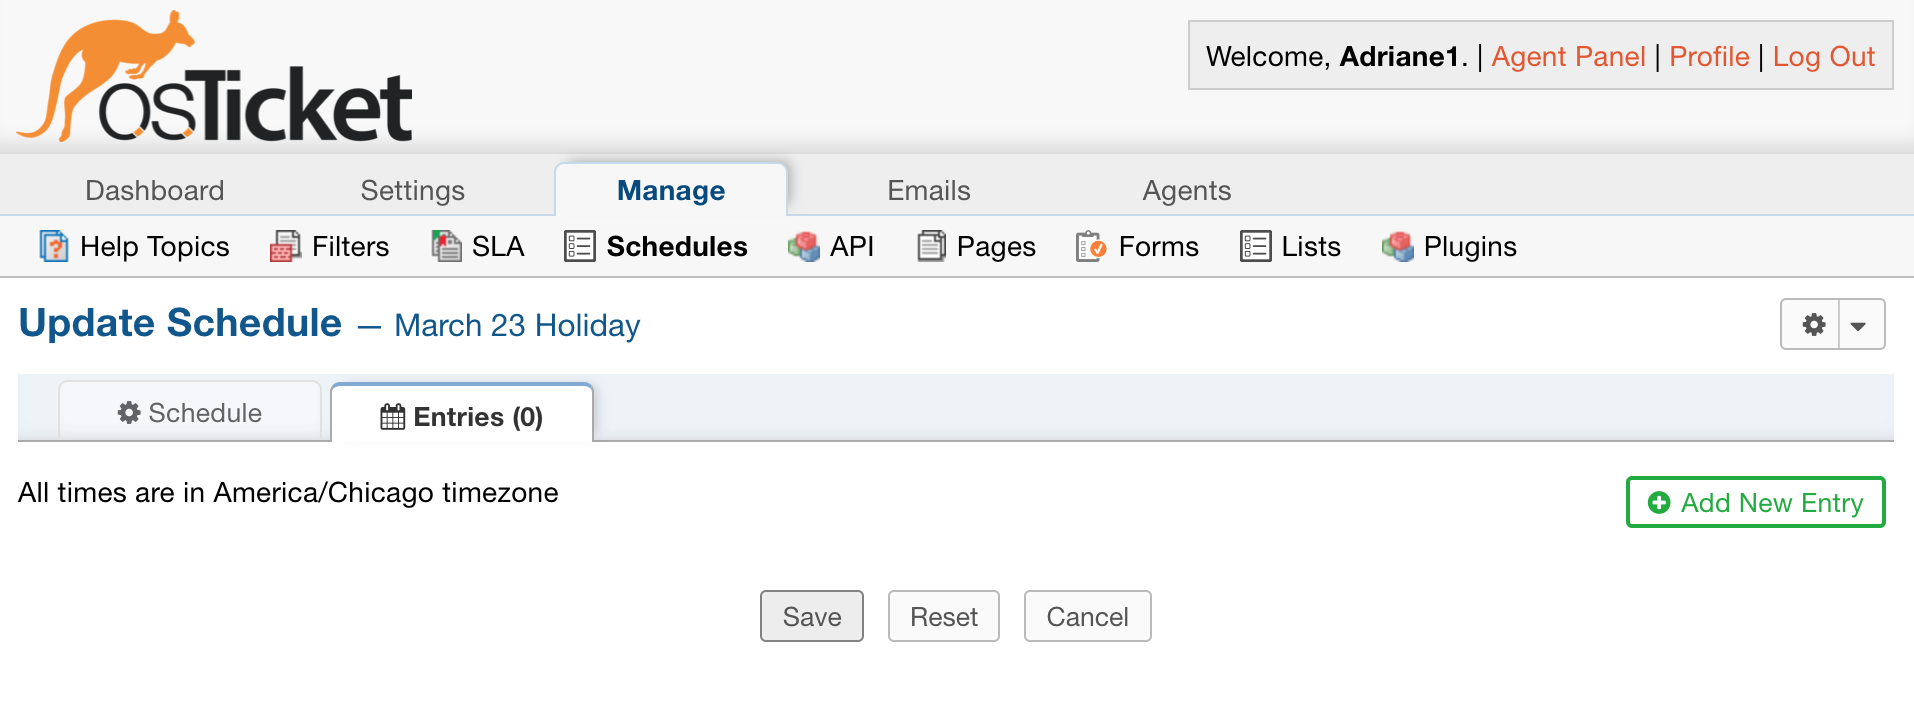 osTicket
Welcome, Adriane1. | Agent Panel | Profile | Log Out
Dashboard Settings Manage Emails Agents
Help Topics Filters SLA Schedules API Pages Forms Lists Plugins
Update Schedule — March 23 Holiday
Schedule Entries (0)
All times are in America/Chicago timezone
Add New Entry
Save Reset Cancel